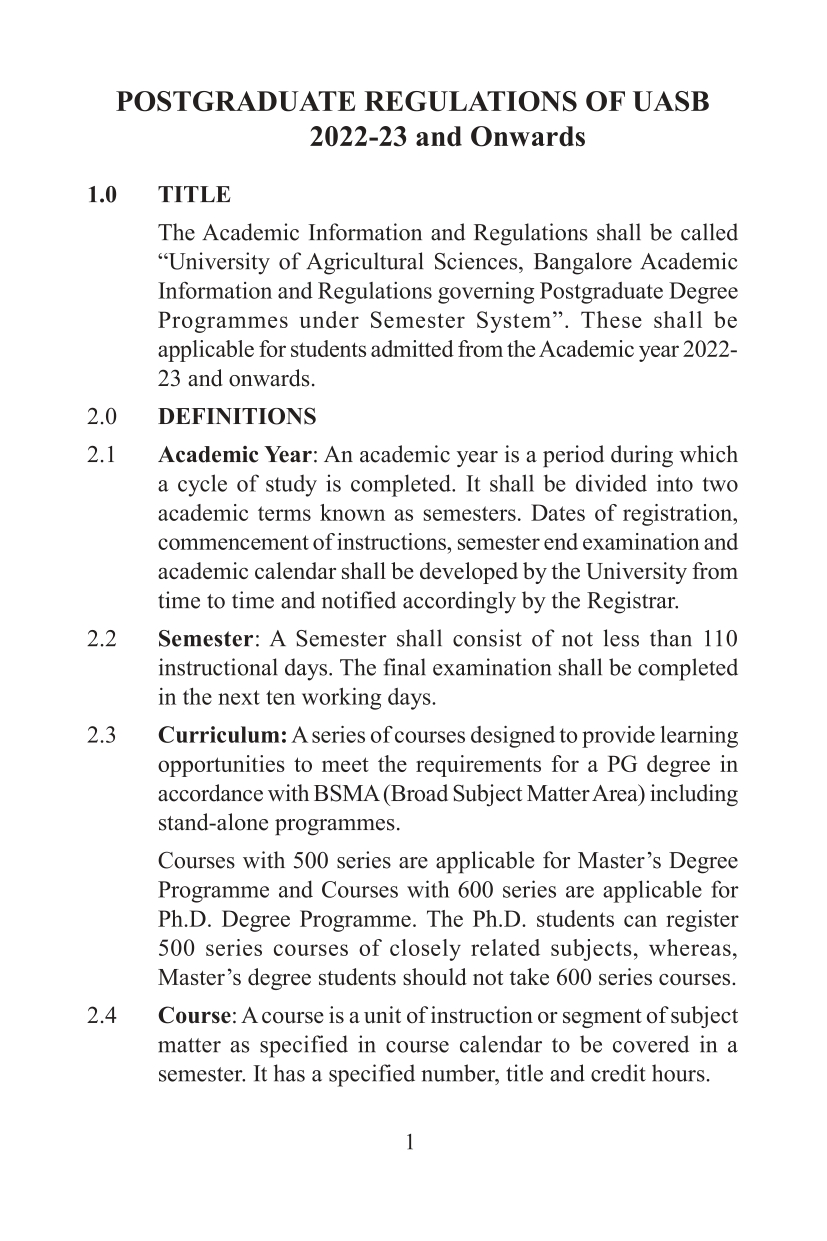 POSTGRADUATE REGULATIONS OF UASB
2022-23 and Onwards
1.0 TITLE
The Academic Information and Regulations shall be called
“University of Agricultural Sciences, Bangalore Academic
Information and Regulations governing Postgraduate Degree
Programmes under Semester System”. These shall be
applicable for students admitted from the Academic year 2022-
23 and onwards.
2.0 DEFINITIONS
2.1 Academic Year: An academic year is a period during which
a cycle of study is completed. It shall be divided into two
academic terms known as semesters. Dates of registration,
commencement of instructions, semester end examination and
academic calendar shall be developed by the University from
time to time and notified accordingly by the Registrar.
2.2 Semester: A Semester shall consist of not less than 110
instructional days. The final examination shall be completed
in the next ten working days.
2.3 Curriculum: A series of courses designed to provide learning
opportunities to meet the requirements for a PG degree in
accordance with BSMA (Broad Subject Matter Area) including
stand-alone programmes.
Courses with 500 series are applicable for Master’s Degree
Programme and Courses with 600 series are applicable for
Ph.D. Degree Programme. The Ph.D. students can register
500 series courses of closely related subjects, whereas,
Master’s degree students should not take 600 series courses.
2.4 Course: A course is a unit of instruction or segment of subject
matter as specified in course calendar to be covered in a
semester. It has a specified number, title and credit hours.
1